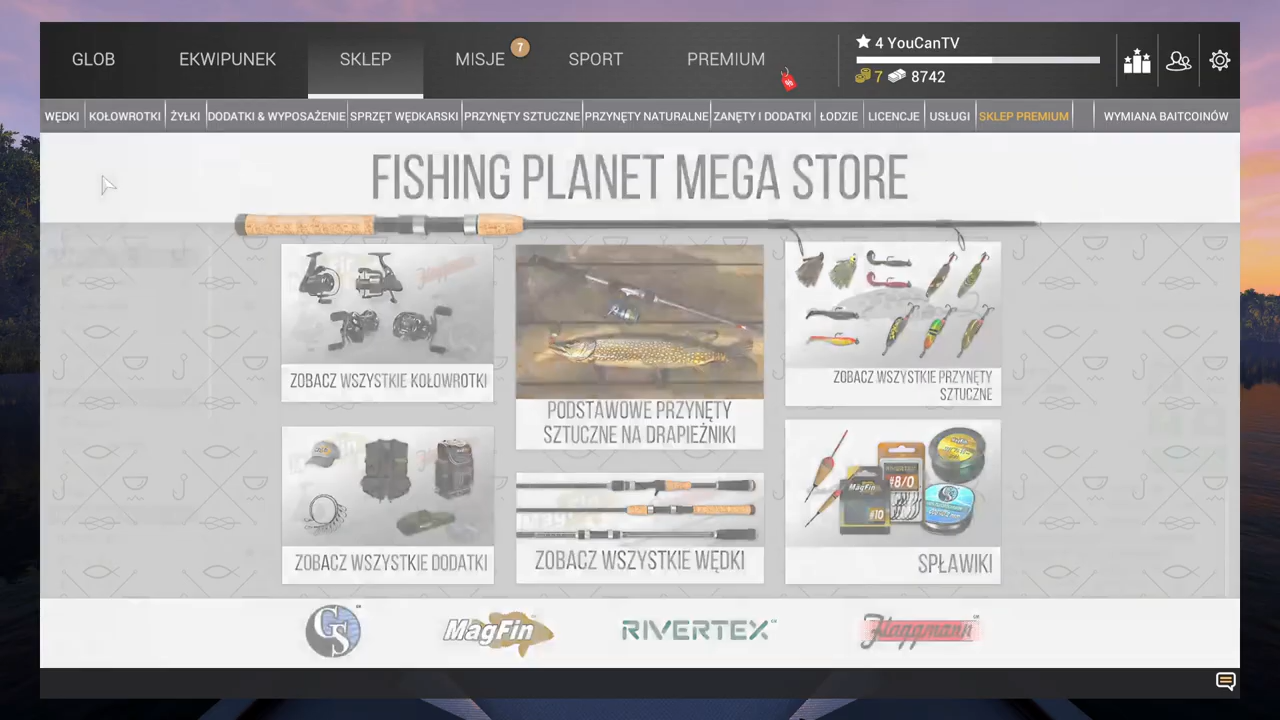 GLOB EKWIPUNEK SKLEP MISJE 7 SPORT PREMIUM %
4 YouCanTV
7 8742
WĘDKI KOŁOWROTKI ŻYŁKI DODATKI & WYPOSAŻENIE SPRZĘT WĘDKARSKI PRZYNĘTY SZTUCZNE PRZYNĘTY NATURALNE ZANĘTY I DODATKI ŁODZIE LICENCJE USŁUGI SKLEP PREMIUM WYMIANA BAITCOINÓW
FISHING PLANET MEGA STORE
ZOBACZ WSZYSTKIE KOŁOWROTKI
PODSTAWOWE PRZYNĘTY
SZTUCZNE NA DRAPIEŻNIKI
ZOBACZ WSZYSTKIE PRZYNĘTY
SZTUCZNE
ZOBACZ WSZYSTKIE DODATKI
ZOBACZ WSZYSTKIE WĘDKI
MagFin
#10
#8/0
SPŁAWIKI
GS MagFin RIVERTEX Flaggmann